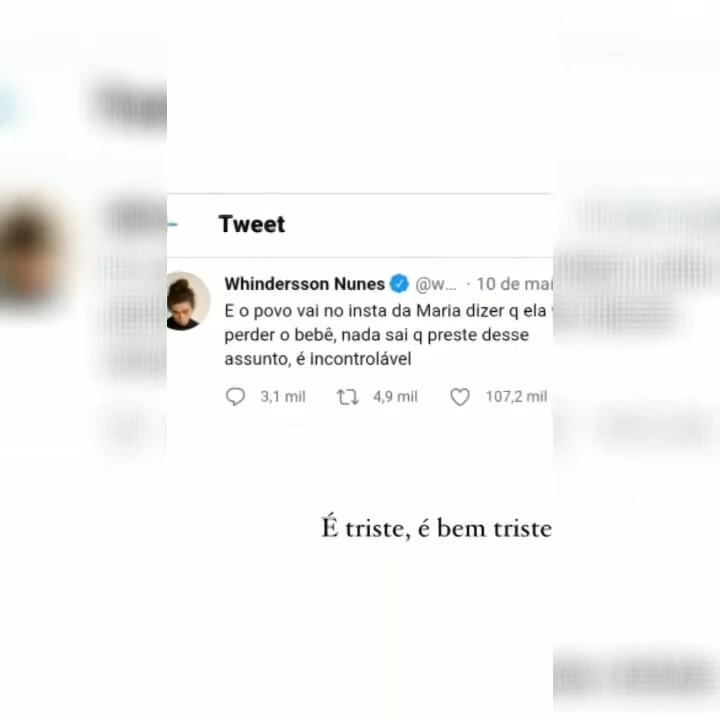 Tweet
Whindersson Nunes @w... · 10 de mai
E o povo vai no insta da Maria dizer q ela
perder o bebê, nada sai q preste desse
assunto, é incontrolável
3,1 mil 4,9 mil 107,2 mil
É triste, é bem triste